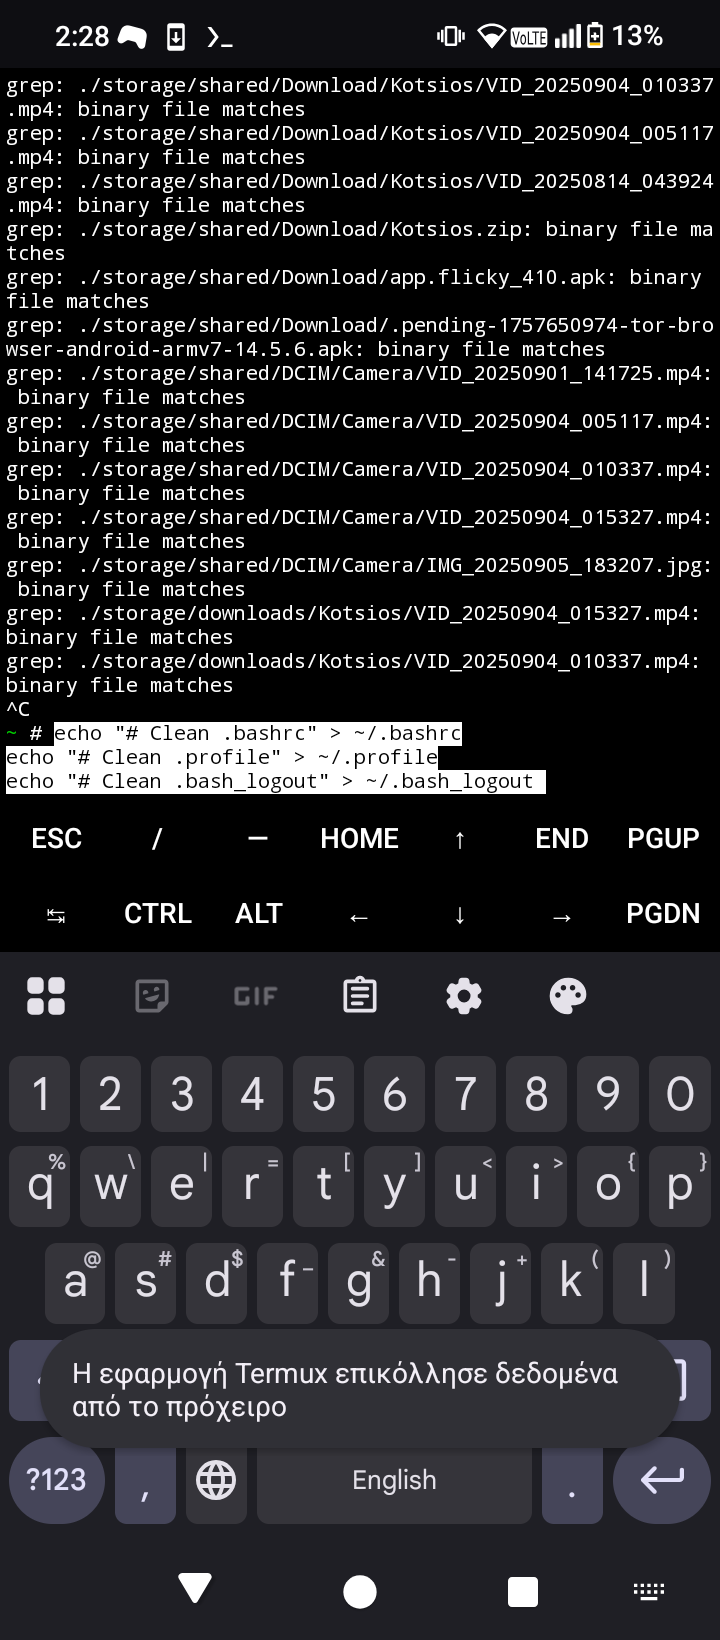 2:28
VoLTE
13%
grep: ./storage/shared/Download/Kotsios/VID_20250904_010337
.mp4: binary file matches
grep: ./storage/shared/Download/Kotsios/VID_20250904_005117
.mp4: binary file matches
grep: ./storage/shared/Download/Kotsios/VID_20250814_043924
.mp4: binary file matches
grep: ./storage/shared/Download/Kotsios.zip: binary file ma
tches
grep: ./storage/shared/Download/app.flicky_410.apk: binary
file matches
grep: ./storage/shared/Download/.pending-1757650974-tor-bro
wser-android-armv7-14.5.6.apk: binary file matches
grep: ./storage/shared/DCIM/Camera/VID_20250901_141725.mp4:
 binary file matches
grep: ./storage/shared/DCIM/Camera/VID_20250904_005117.mp4:
 binary file matches
grep: ./storage/shared/DCIM/Camera/VID_20250904_010337.mp4:
 binary file matches
grep: ./storage/shared/DCIM/Camera/VID_20250904_015327.mp4:
 binary file matches
grep: ./storage/shared/DCIM/Camera/IMG_20250905_183207.jpg:
 binary file matches
grep: ./storage/downloads/Kotsios/VID_20250904_015327.mp4:
binary file matches
grep: ./storage/downloads/Kotsios/VID_20250904_010337.mp4:
binary file matches
^C
~ # echo "# Clean .bashrc" > ~/.bashrc
echo "# Clean .profile" > ~/.profile
echo "# Clean .bash_logout" > ~/.bash_logout
ESC / — HOME ↑ END PGUP
↹ CTRL ALT ← ↓ → PGDN
GIF
1 2 3 4 5 6 7 8 9 0
q % w \ e | r = t [ y ] u < i > o { p }
a @ s # d $ f _ g & h - j + k ( l )
Η εφαρμογή Termux επικόλλησε δεδομένα
από το πρόχειρο
?123 , English .